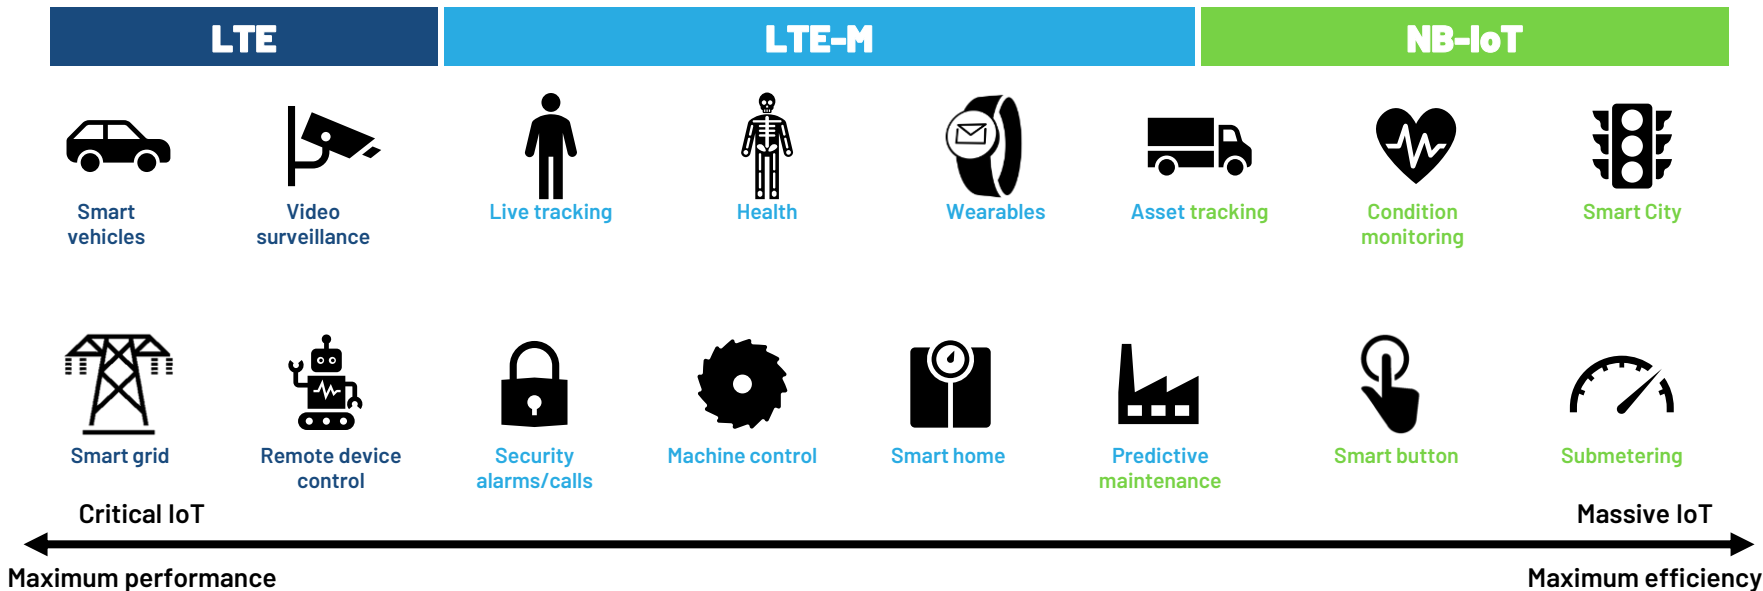 LTE
LTE-M
NB-IoT
Smart
vehicles
Video
surveillance
Live tracking
Health
Wearables
Asset tracking
Condition
monitoring
Smart City
Smart grid
Remote device
control
Security
alarms/calls
Machine control
Smart home
Predictive
maintenance
Smart button
Submetering
Critical IoT
Massive IoT
Maximum performance
Maximum efficiency